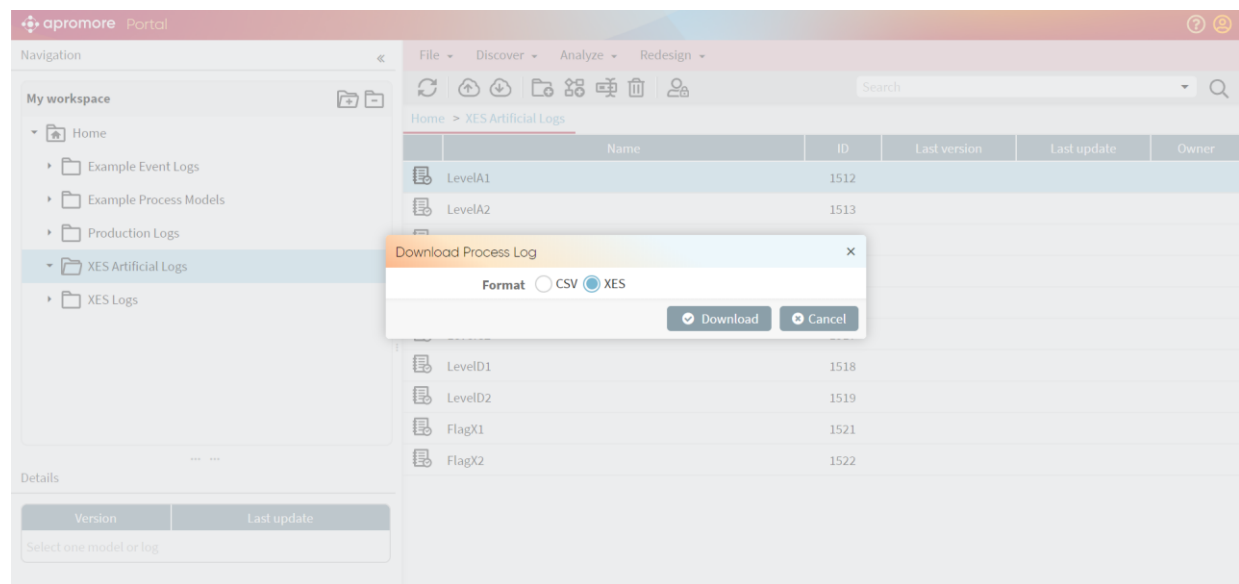 apromore Portal
Navigation
File Discover Analyze Redesign
My workspace
Search
Home > XES Artificial Logs
Home
Example Event Logs
Example Process Models
Production Logs
XES Artificial Logs
XES Logs
Name ID Last version Last update Owner
LevelA1 1512
LevelA2 1513
Download Process Log
Format CSV XES
Download Cancel
LevelD1 1518
LevelD2 1519
FlagX1 1521
FlagX2 1522
Details
Version Last update
Select one model or log